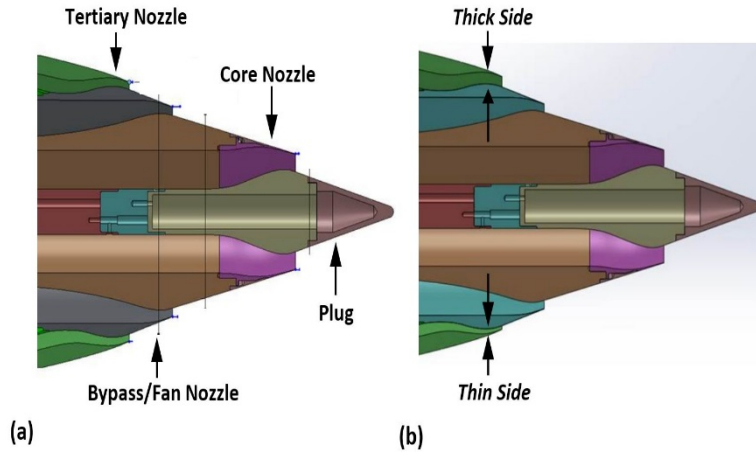 Tertiary Nozzle
Core Nozzle
Plug
Bypass/Fan Nozzle
(a)
Thick Side
Thin Side
(b)